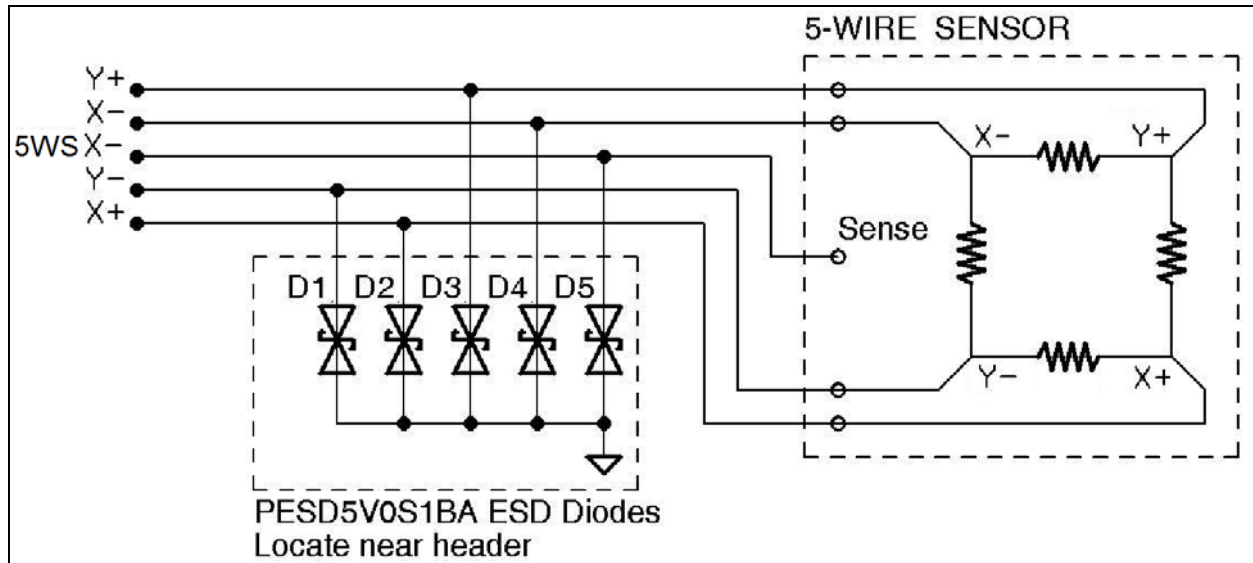 5-WIRE SENSOR
Y+
X-
5WS X-
Y-
X+
X- Y+
Sense
D1 D2 D3 D4 D5
Y- X+
PESD5V0S1BA ESD Diodes
Locate near header